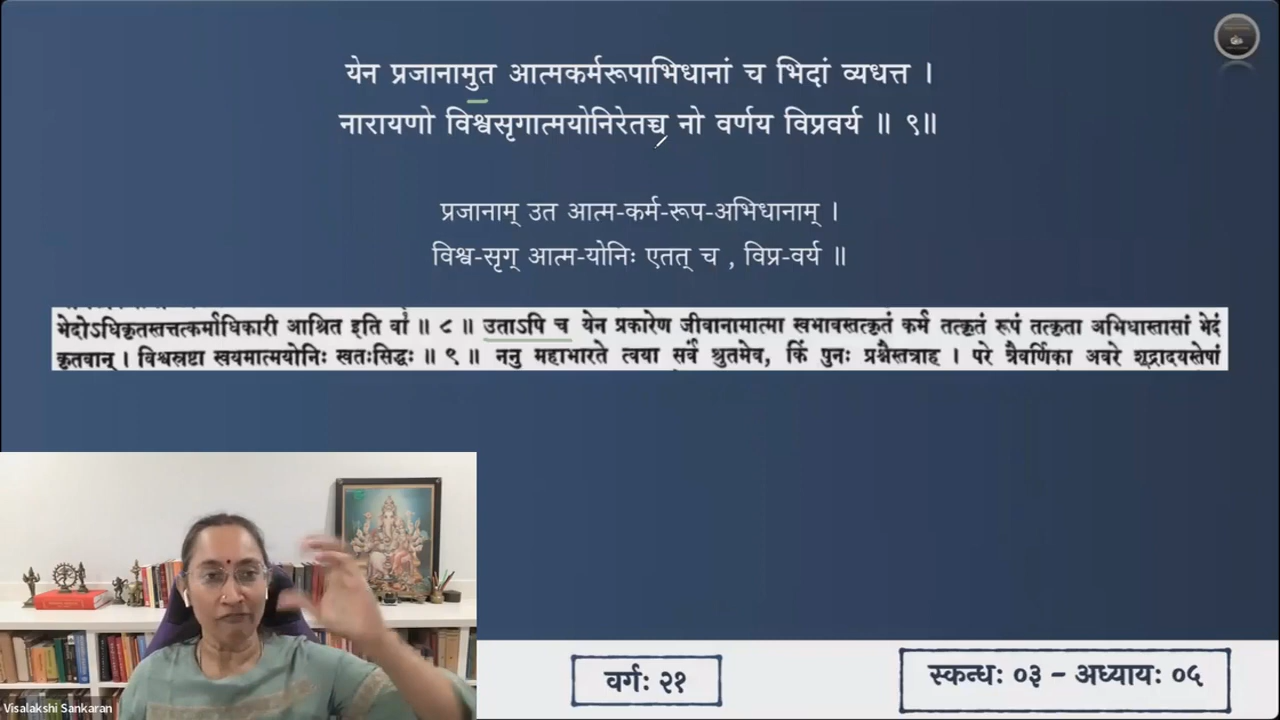 येन प्रजानामुत आत्मकर्मरूपाभिधानां च भिदां व्यधत्त ।
नारायणो विश्वसृगात्मयोनिरेतच्च नो वर्णय विप्रवर्य ॥ ९॥
प्रजानाम् उत आत्म-कर्म-रूप-अभिधानाम् ।
विश्व-सृग् आत्म-योनिः एतत् च , विप्र-वर्य ॥
भेदोऽधिकृतस्तत्तत्कर्माधिकारी आश्रित इति वा ॥ ८ ॥ उताऽपि च येन प्रकारेण जीवानामात्मा स्वभावस्तत्कृतं कर्म तत्कृतं रूपं तत्कृता अभिधास्तासां भेदं
कृतवान् । विश्वस्रष्टा स्वयमात्मयोनिः स्वतःसिद्धः ॥ ९ ॥ ननु महाभारते त्वया सर्वं श्रुतमेव, किं पुनः प्रश्नैस्तत्राह । परे त्रैवर्णिका अवरे शूद्रादयस्तेषां
Visalakshi Sankaran
वर्गः २१
स्कन्धः ०३ – अध्यायः ०५